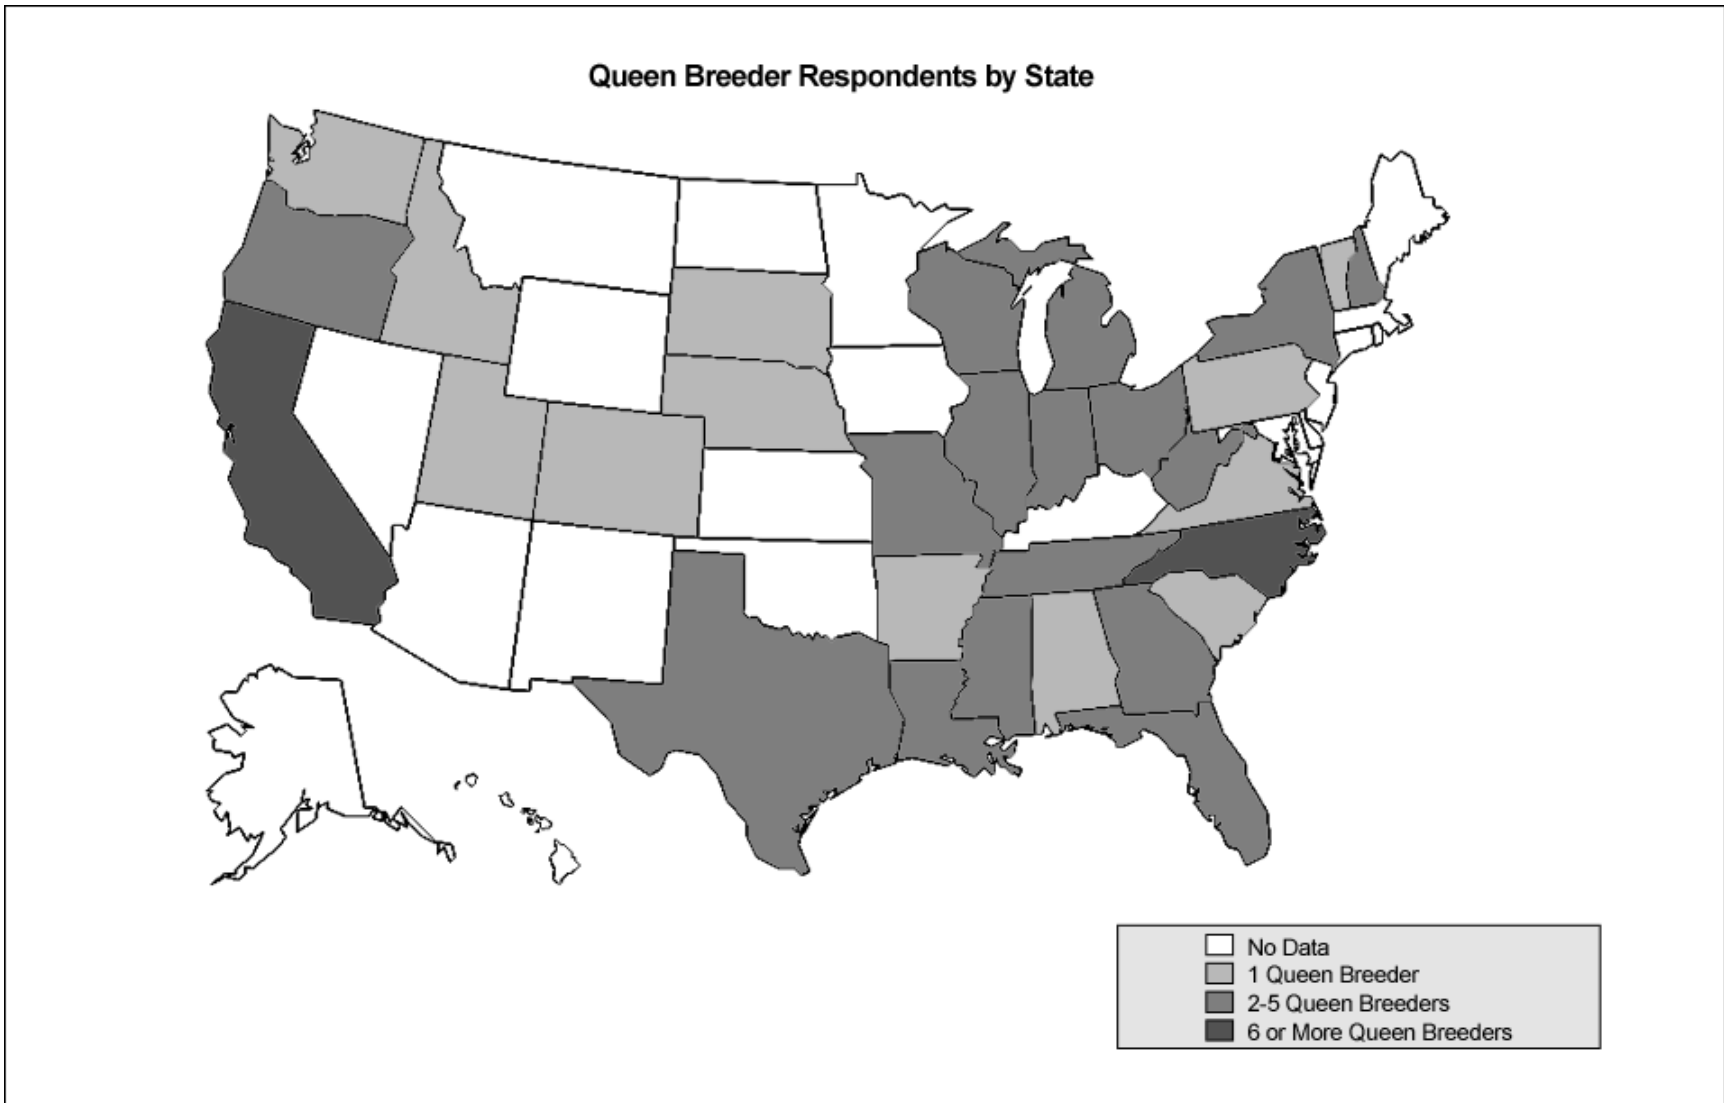 Queen Breeder Respondents by State
No Data
1 Queen Breeder
2-5 Queen Breeders
6 or More Queen Breeders